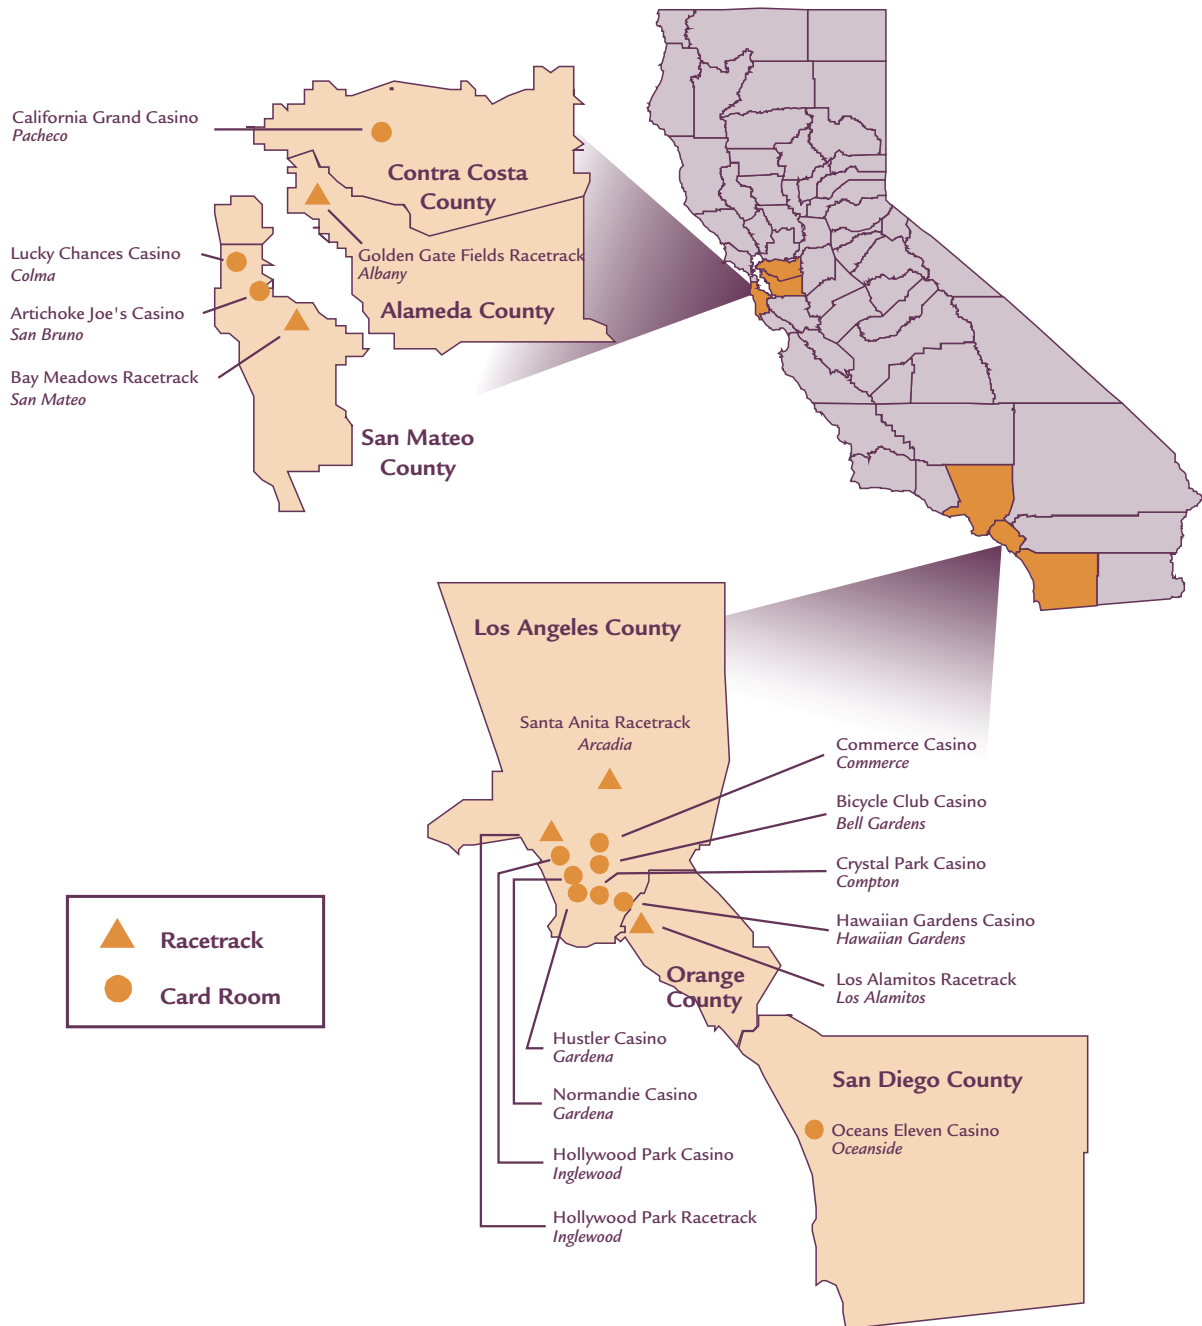 California Grand Casino
Pacheco
Contra Costa
County
Lucky Chances Casino
Colma
Golden Gate Fields Racetrack
Albany
Artichoke Joe's Casino
San Bruno
Alameda County
Bay Meadows Racetrack
San Mateo
San Mateo
County
Los Angeles County
Santa Anita Racetrack
Arcadia
Commerce Casino
Commerce
Bicycle Club Casino
Bell Gardens
Crystal Park Casino
Compton
Hawaiian Gardens Casino
Hawaiian Gardens
Los Alamitos Racetrack
Los Alamitos
Orange
County
Racetrack
Card Room
Hustler Casino
Gardena
Normandie Casino
Gardena
Hollywood Park Casino
Inglewood
Hollywood Park Racetrack
Inglewood
San Diego County
Oceans Eleven Casino
Oceanside